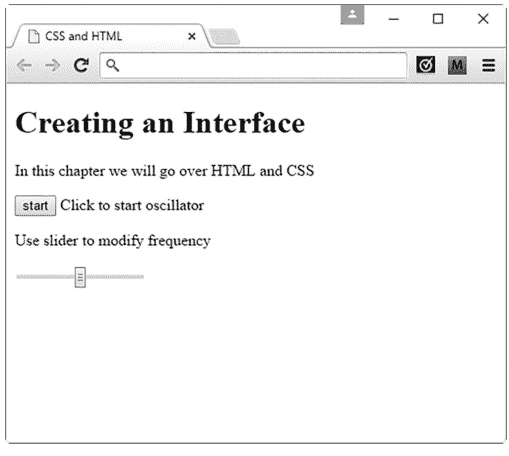 CSS and HTML
M
Creating an Interface
In this chapter we will go over HTML and CSS
start Click to start oscillator
Use slider to modify frequency